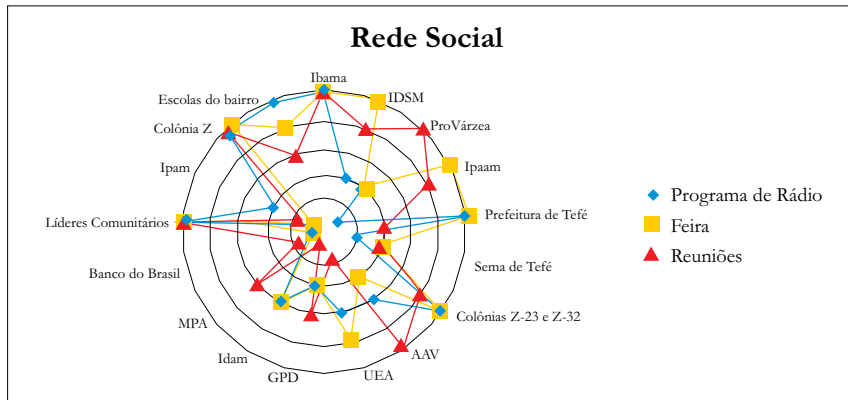 Rede Social
Ibama
IDSM
ProVárzea
Ipaam
Prefeitura de Tefé
Sema de Tefé
Colônias Z-23 e Z-32
AAV
UEA
GPD
Idam
MPA
Banco do Brasil
Líderes Comunitários
Ipam
Colônia Z
Escolas do bairro
Programa de Rádio
Feira
Reuniões